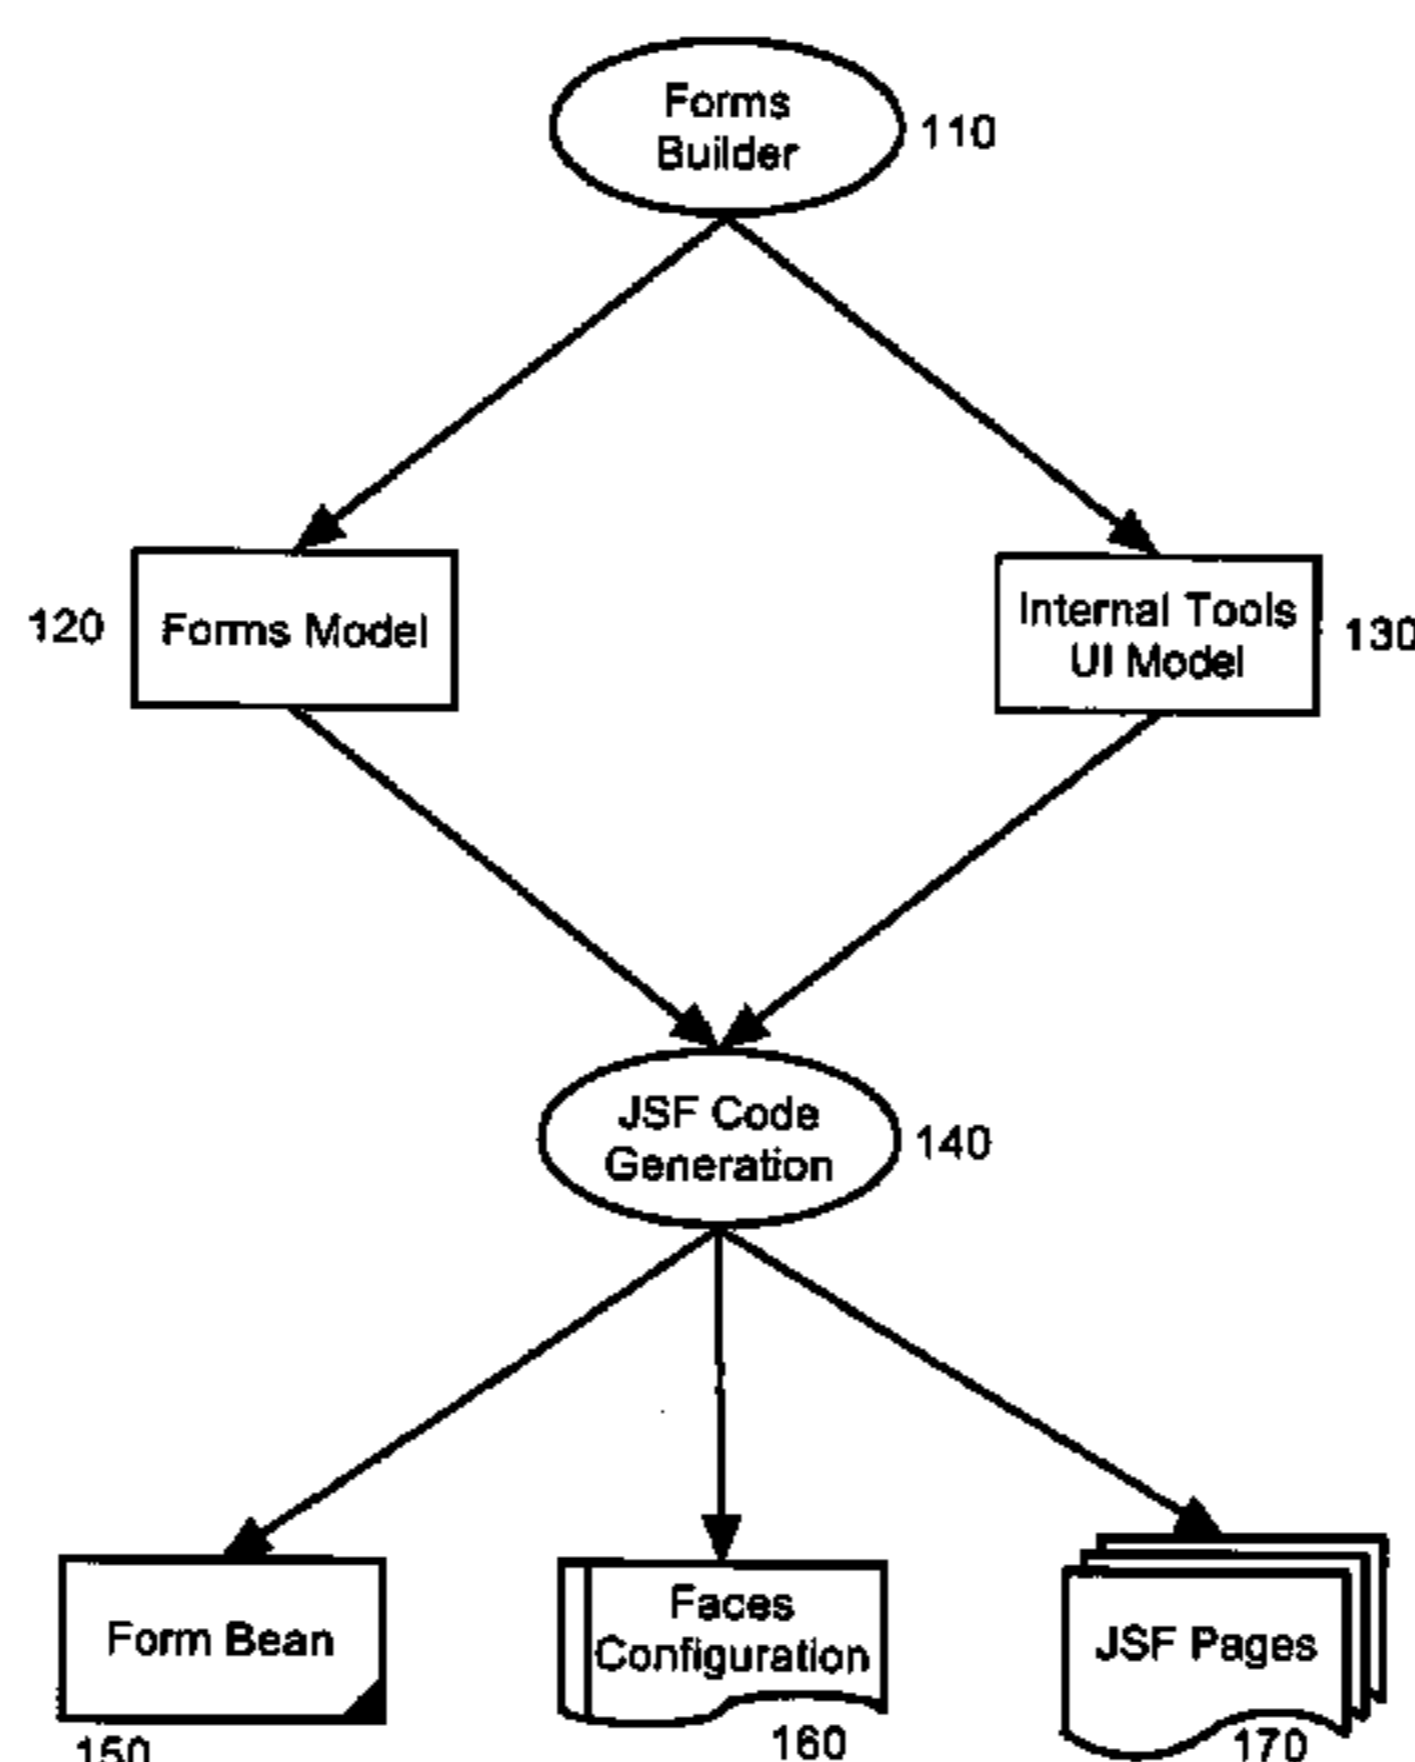 Forms
Builder
110
120
Forms Model
Internal Tools
UI Model
130
JSF Code
Generation
140
Form Bean
150
Faces
Configuration
160
JSF Pages
170